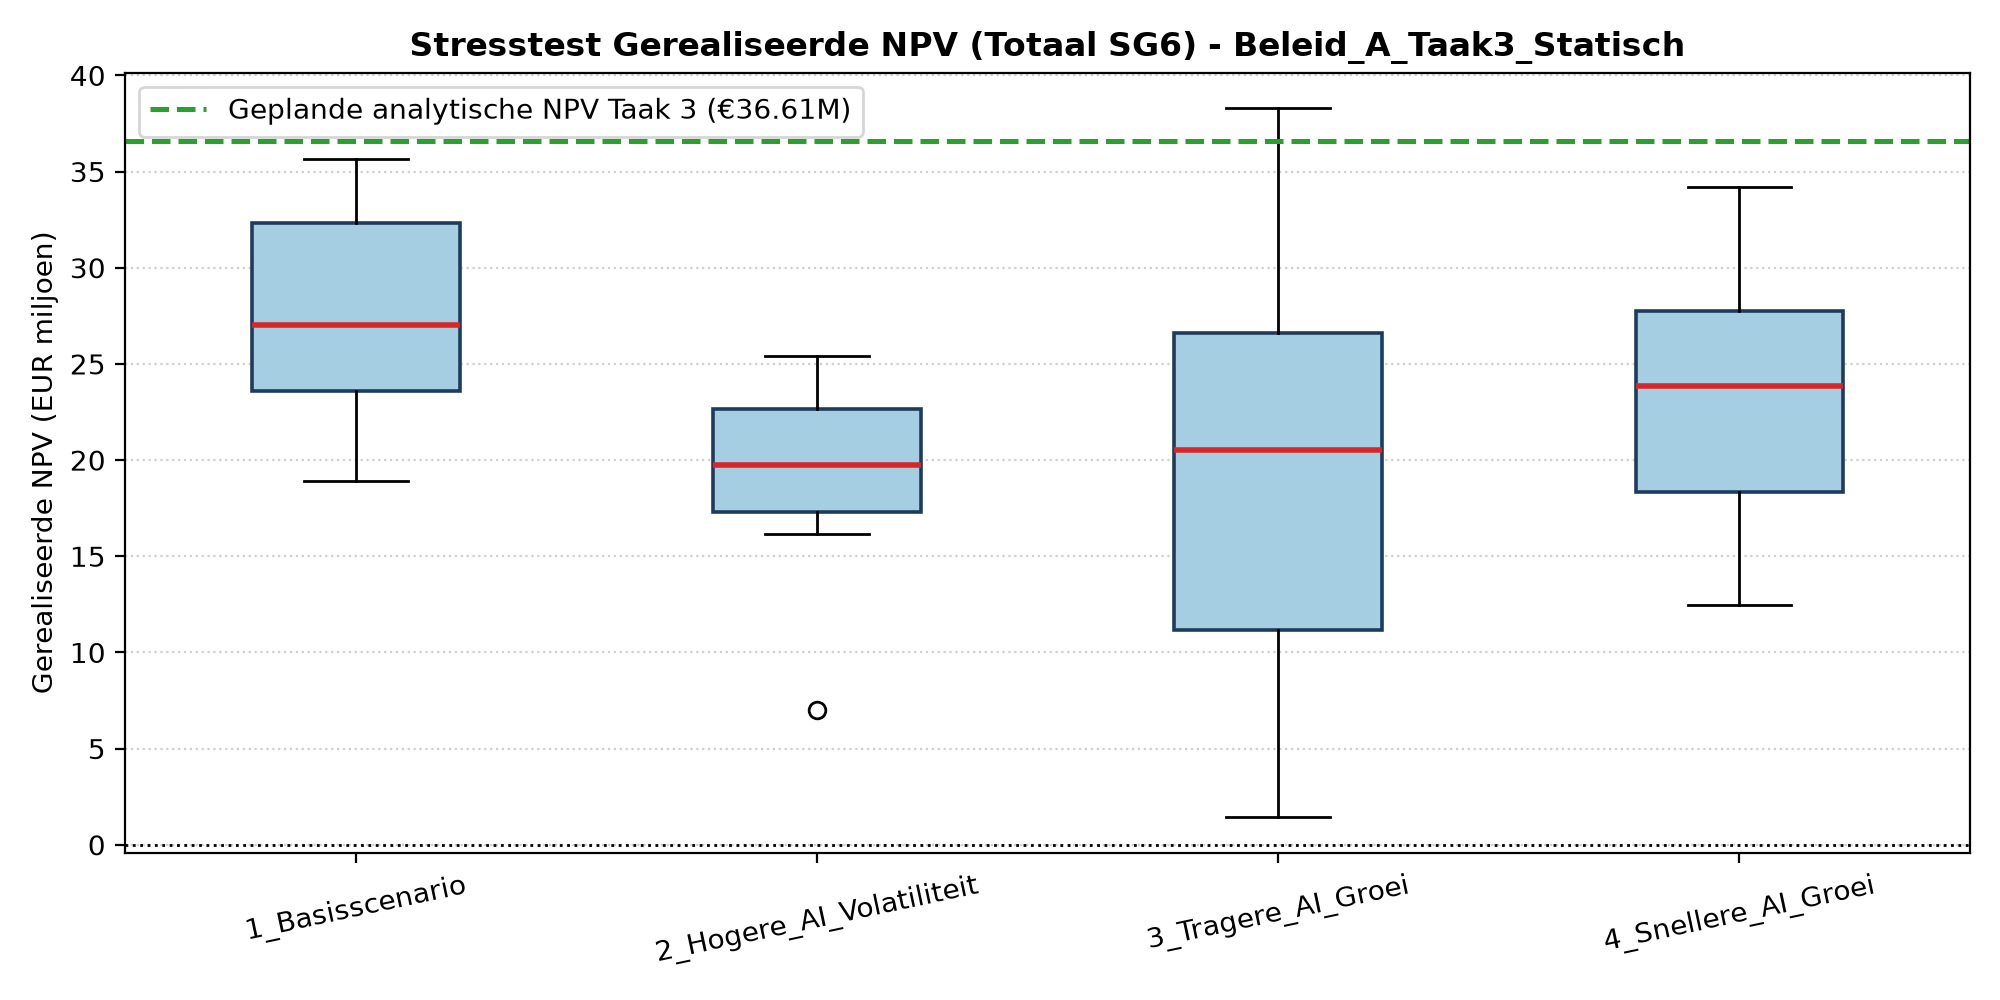 Stresstest Gerealiseerde NPV (Totaal SG6) - Beleid_A_Taak3_Statisch
Geplande analytische NPV Taak 3 (€36.61M)
Gerealiseerde NPV (EUR miljoen)
40
35
30
25
20
15
10
5
0
1_Basisscenario
2_Hogere_AI_Volatiliteit
3_Tragere_AI_Groei
4_Snellere_AI_Groei